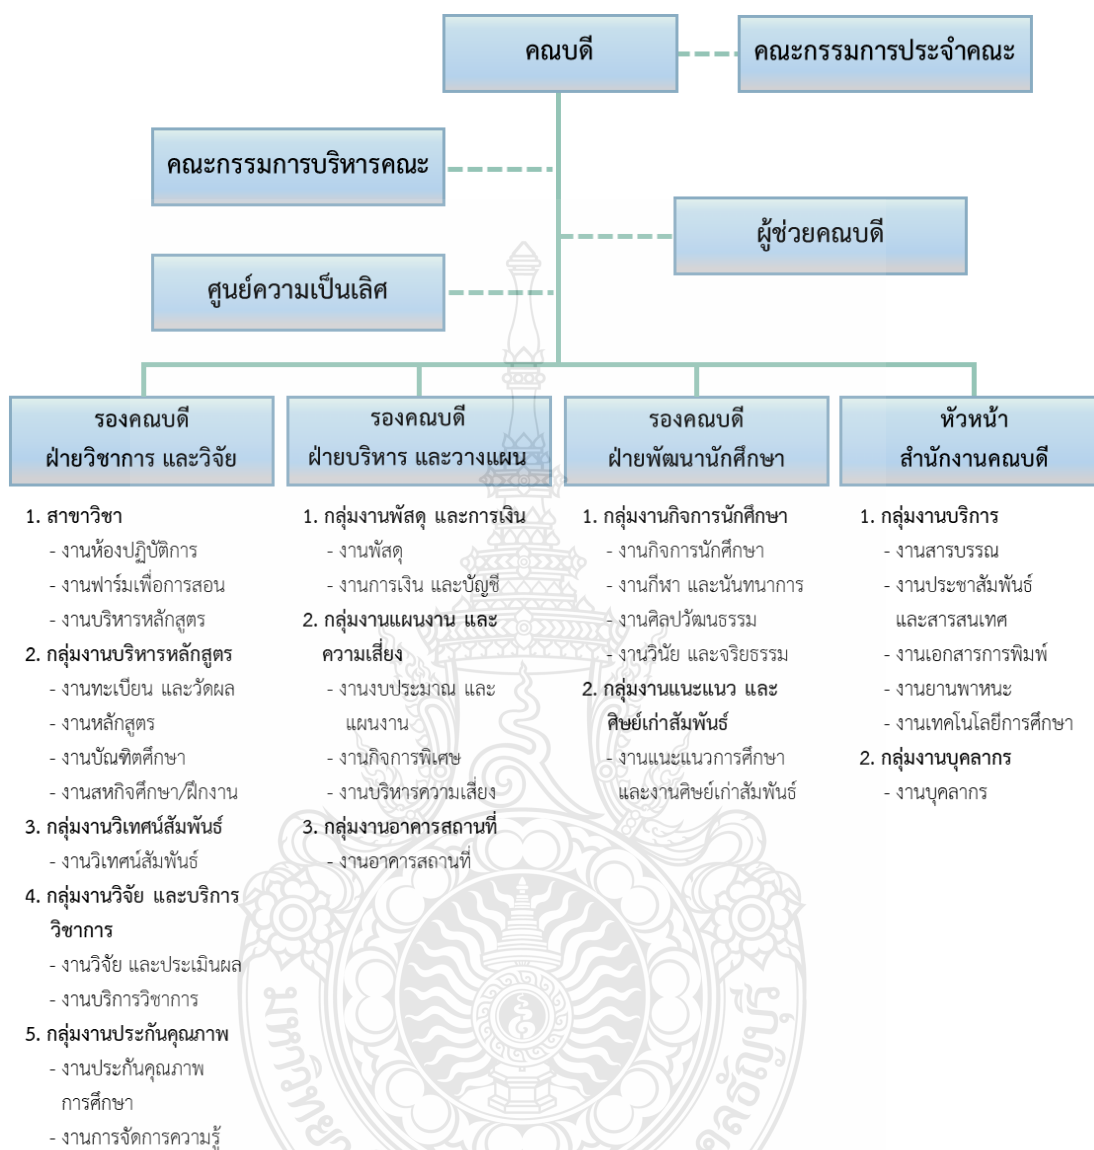 คณบดี
คณะกรรมการประจำคณะ
คณะกรรมการบริหารคณะ
ผู้ช่วยคณบดี
ศูนย์ความเป็นเลิศ
รองคณบดี
ฝ่ายวิชาการ และวิจัย
1. สาขาวิชา
- งานห้องปฏิบัติการ
- งานฟาร์มเพื่อการสอน
- งานบริหารหลักสูตร
2. กลุ่มงานบริหารหลักสูตร
- งานทะเบียน และวัดผล
- งานหลักสูตร
- งานบัณฑิตศึกษา
- งานสหกิจศึกษา/ฝึกงาน
3. กลุ่มงานวิเทศน์สัมพันธ์
- งานวิเทศน์สัมพันธ์
4. กลุ่มงานวิจัย และบริการ
วิชาการ
- งานวิจัย และประเมินผล
- งานบริการวิชาการ
5. กลุ่มงานประกันคุณภาพ
- งานประกันคุณภาพ
การศึกษา
- งานการจัดการความรู้
รองคณบดี
ฝ่ายบริหาร และวางแผน
1. กลุ่มงานพัสดุ และการเงิน
- งานพัสดุ
- งานการเงิน และบัญชี
2. กลุ่มงานแผนงาน และ
ความเสี่ยง
- งานงบประมาณ และ
แผนงาน
- งานกิจการพิเศษ
- งานบริหารความเสี่ยง
3. กลุ่มงานอาคารสถานที่
- งานอาคารสถานที่
รองคณบดี
ฝ่ายพัฒนานักศึกษา
1. กลุ่มงานกิจการนักศึกษา
- งานกิจการนักศึกษา
- งานกีฬา และนันทนาการ
- งานศิลปวัฒนธรรม
- งานวินัย และจริยธรรม
2. กลุ่มงานแนะแนว และ
ศิษย์เก่าสัมพันธ์
- งานแนะแนวการศึกษา
และงานศิษย์เก่าสัมพันธ์
หัวหน้า
สำนักงานคณบดี
1. กลุ่มงานบริการ
- งานสารบรรณ
- งานประชาสัมพันธ์
และสารสนเทศ
- งานเอกสารการพิมพ์
- งานยานพาหนะ
- งานเทคโนโลยีการศึกษา
2. กลุ่มงานบุคลากร
- งานบุคลากร